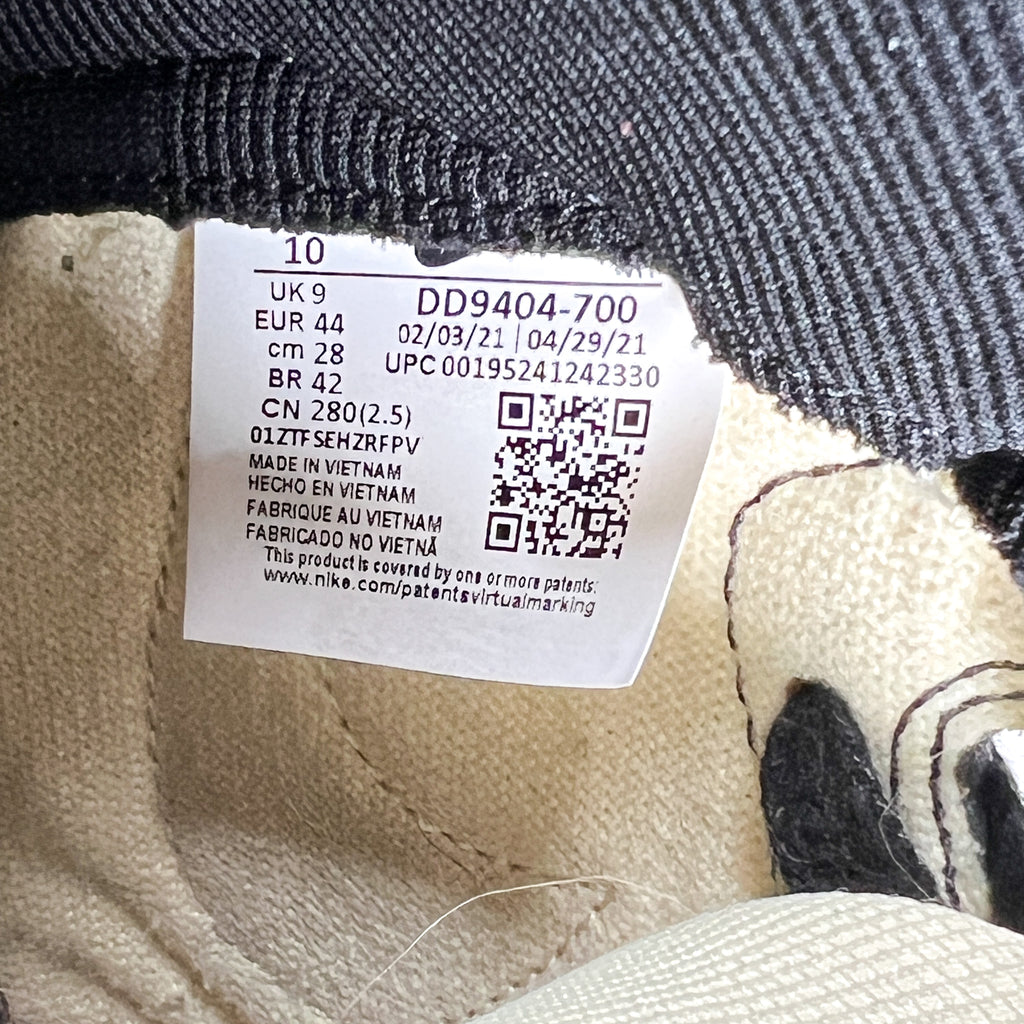 10
UK 9
EUR 44
cm 28
BR 42
CN 280(2.5)
01ZTFSEHZRFPV
DD9404-700
02/03/21 | 04/29/21
UPC 00195241242330
MADE IN VIETNAM
HECHO EN VIETNAM
FABRIQUE AU VIETNAM
FABRICADO NO VIETNÃ
This product is covered by one or more patents:
www.nike.com/patentsvirtualmarking